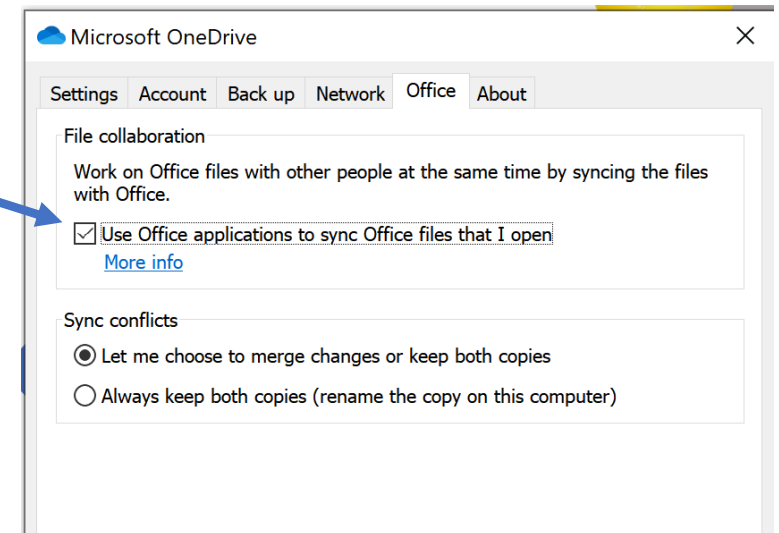 Microsoft OneDrive
Settings Account Back up Network Office About
File collaboration
Work on Office files with other people at the same time by syncing the files
with Office.
Use Office applications to sync Office files that I open
More info
Sync conflicts
Let me choose to merge changes or keep both copies
Always keep both copies (rename the copy on this computer)